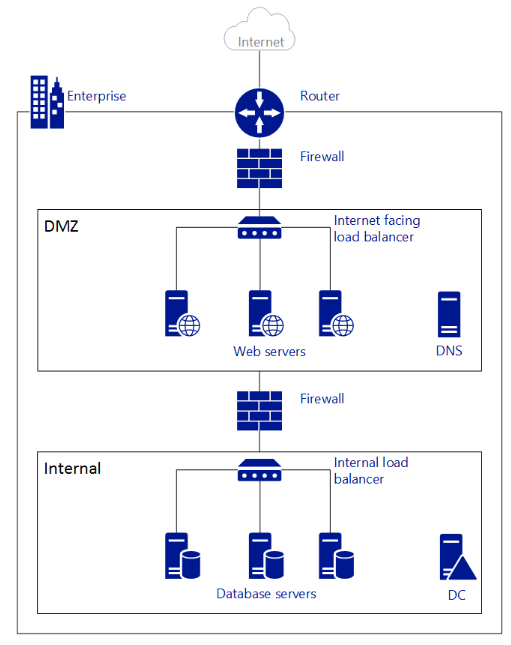 Internet
Enterprise
Router
Firewall
DMZ
Internet facing
load balancer
Web servers
DNS
Firewall
Internal
Internal load
balancer
Database servers
DC